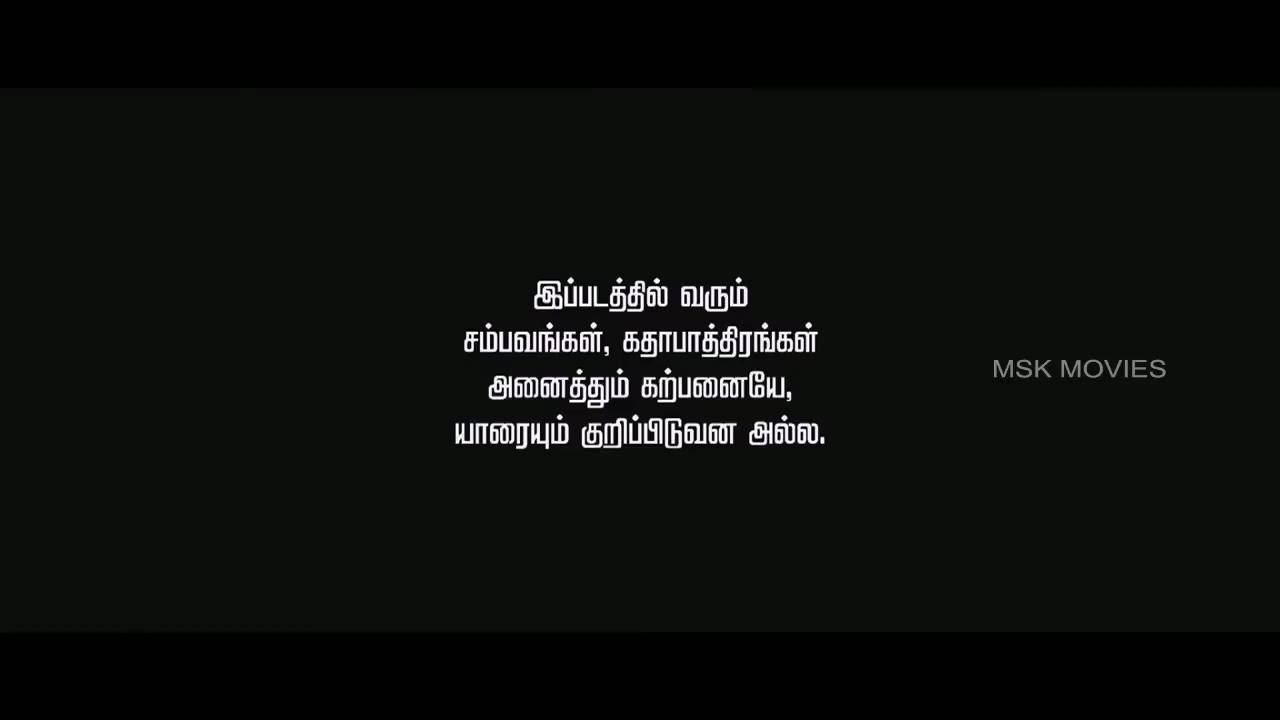 இப்படத்தில் வரும்
சம்பவங்கள், கதாபாத்திரங்கள்
அனைத்தும் கற்பனையே,
யாரையும் குறிப்பிடுவன அல்ல.
MSK MOVIES